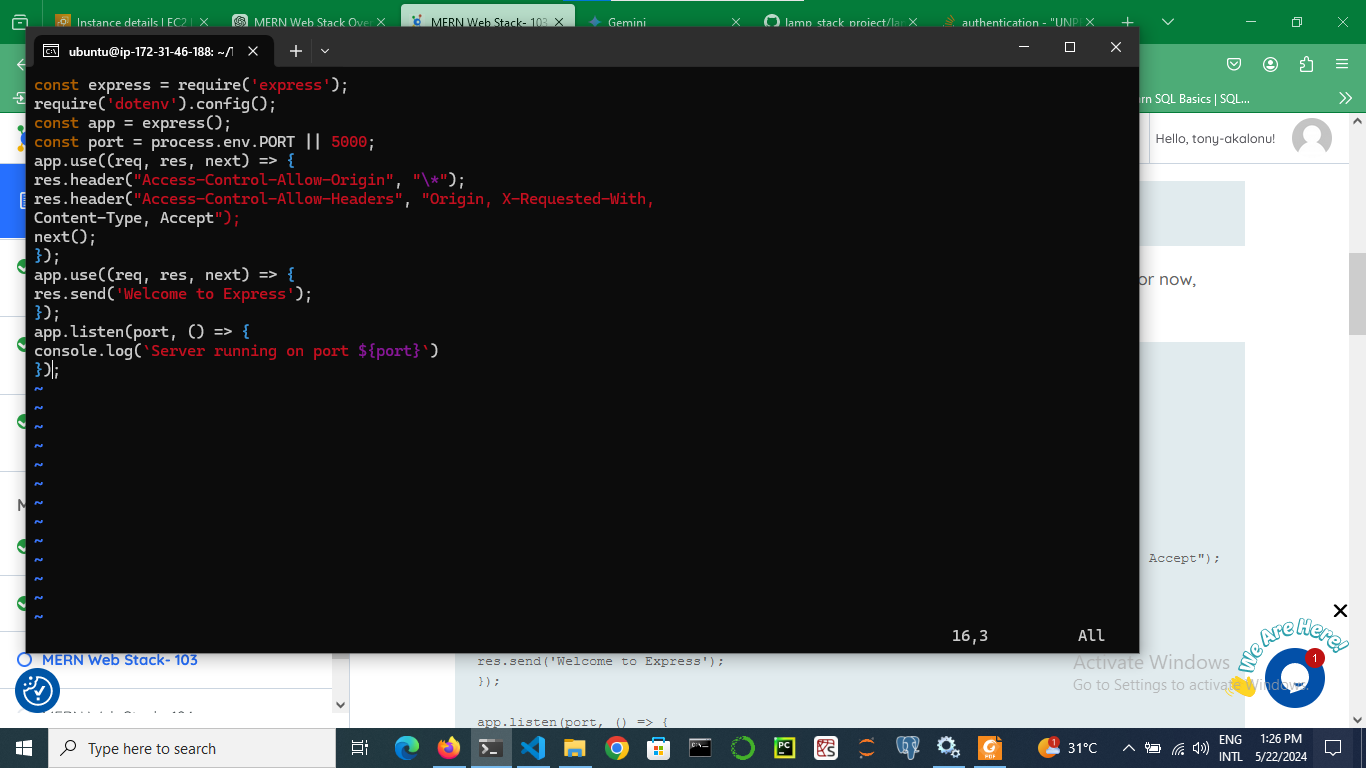 Instance details | EC2 |
MERN Web Stack Ove
MERN Web Stack- 103
Gemini
lamp_stack_project/la
authentication - "UNP
ubuntu@ip-172-31-46-188: ~/
rn SQL Basics | SQL...
Hello, tony-akalonu!
const express = require('express');
require('dotenv').config();
const app = express();
const port = process.env.PORT || 5000;
app.use((req, res, next) => {
res.header("Access-Control-Allow-Origin", "\*");
res.header("Access-Control-Allow-Headers", "Origin, X-Requested-With,
Content-Type, Accept");
next();
});
app.use((req, res, next) => {
res.send('Welcome to Express');
});
app.listen(port, () => {
console.log(`Server running on port ${port}`)
});
~
~
~
~
~
~
~
~
~
~
~
~
~
16,3 All
or now,
Accept");
MERN Web Stack- 103
res.send('Welcome to Express');
});
app.listen(port, () => {
We Are Here!
1
Activate Windows
Go to Settings to activate Windows.
Type here to search
31°C
ENG
INTL
1:26 PM
5/22/2024